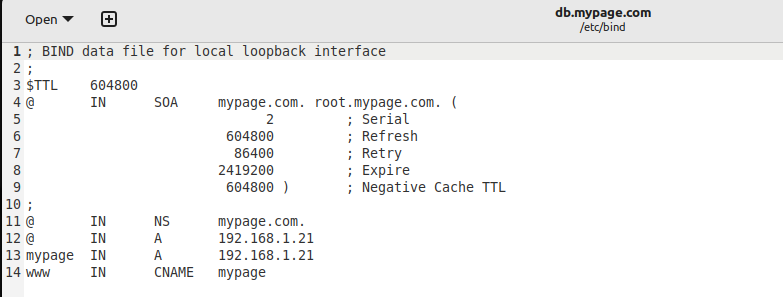 Open
db.mypage.com
/etc/bind
1 ; BIND data file for local loopback interface
2 ;
3 $TTL    604800
4 @       IN      SOA     mypage.com. root.mypage.com. (
5                               2         ; Serial
6                          604800         ; Refresh
7                           86400         ; Retry
8                         2419200         ; Expire
9                          604800 )       ; Negative Cache TTL
10 ;
11 @       IN      NS      mypage.com.
12 @       IN      A       192.168.1.21
13 mypage  IN      A       192.168.1.21
14 www     IN      CNAME   mypage